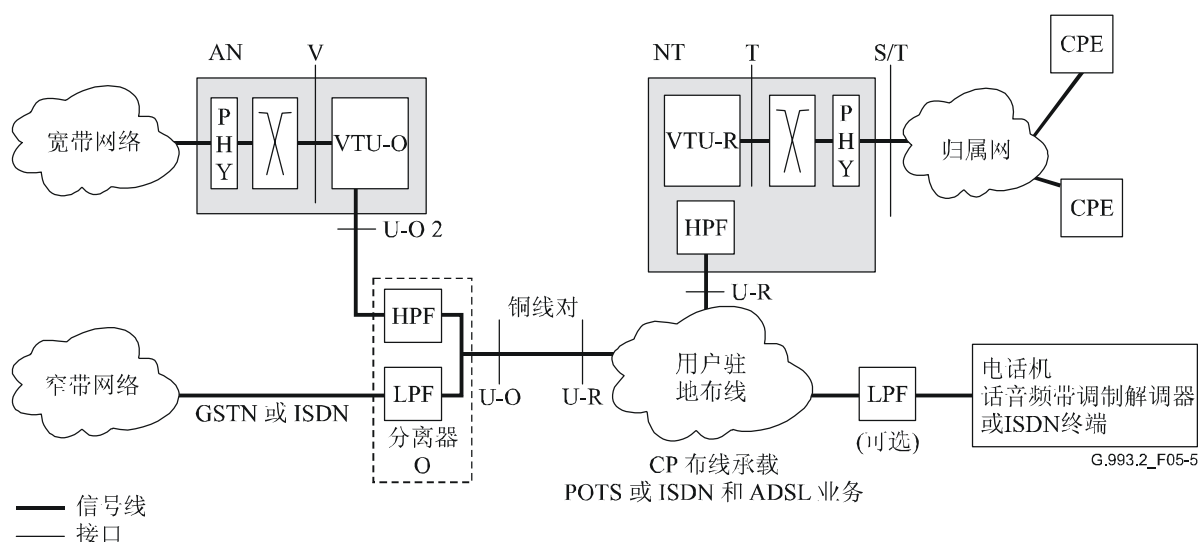 AN
V
NT
T
S/T
CPE
宽带网络
PHY
VTU-O
VTU-R
PHY
归属网
CPE
HPF
U-O 2
U-R
HPF
铜线对
用户驻
地布线
窄带网络
GSTN 或 ISDN
LPF
U-O
U-R
LPF
(可选)
电话机
话音频带调制解调器
或ISDN终端
分离器
O
CP 布线承载
POTS 或 ISDN 和 ADSL 业务
G.993.2_F05-5
信号线
接口